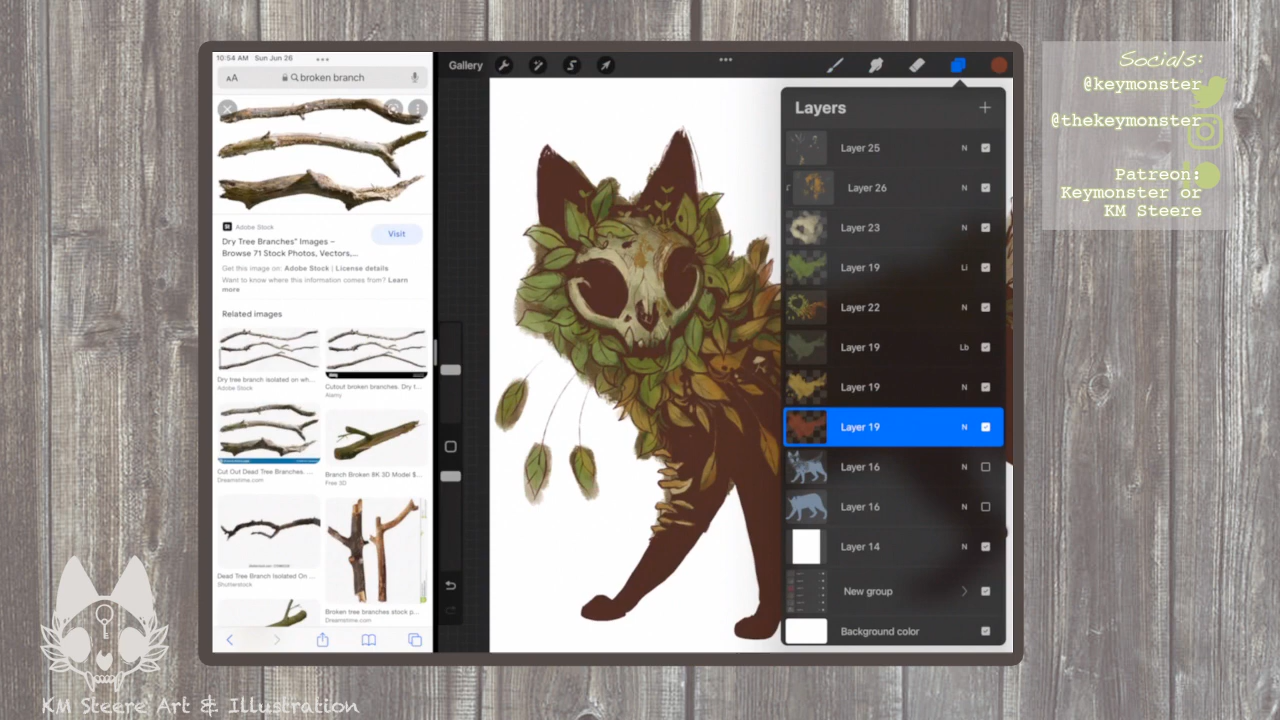 10:54 AM Sun Jun 26
AA broken branch
Adobe Stock
Dry Tree Branches" Images –
Browse 71 Stock Photos, Vectors,...
Visit
Get this image on: Adobe Stock | License details
Want to know where this information comes from? Learn
more
Related images
Dry tree branch isolated on wh...
Adobe Stock
Cutout broken branches. Dry t...
Alamy
Cut Out Dead Tree Branches....
Dreamstime.com
Branch Broken 8K 3D Model $...
Free 3D
Dead Tree Branch Isolated On ...
Shutterstock
Broken tree branches stock p...
Dreamstime.com
Gallery
Layers
Layer 25 N
Layer 26 N
Layer 23 N
Layer 19 Li
Layer 22 N
Layer 19 Lb
Layer 19 N
Layer 19 N
Layer 16 N
Layer 16 N
Layer 14 N
New group
Background color
Socials:
@keymonster
@thekeymonster
Patreon:
Keymonster or
KM Steere
KM Steere Art & Illustration